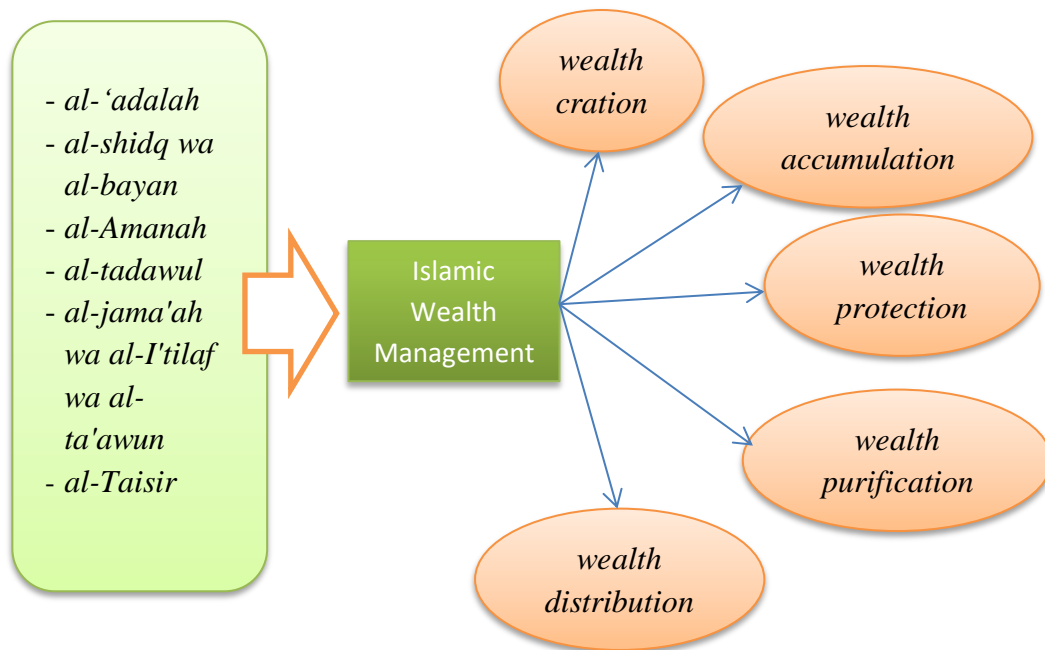 - al-‘adalah
- al-shidq wa
al-bayan
- al-Amanah
- al-tadawul
- al-jama'ah
wa al-I'tilaf
wa al-
ta'awun
- al-Taisir
Islamic
Wealth
Management
wealth
cration
wealth
accumulation
wealth
protection
wealth
purification
wealth
distribution